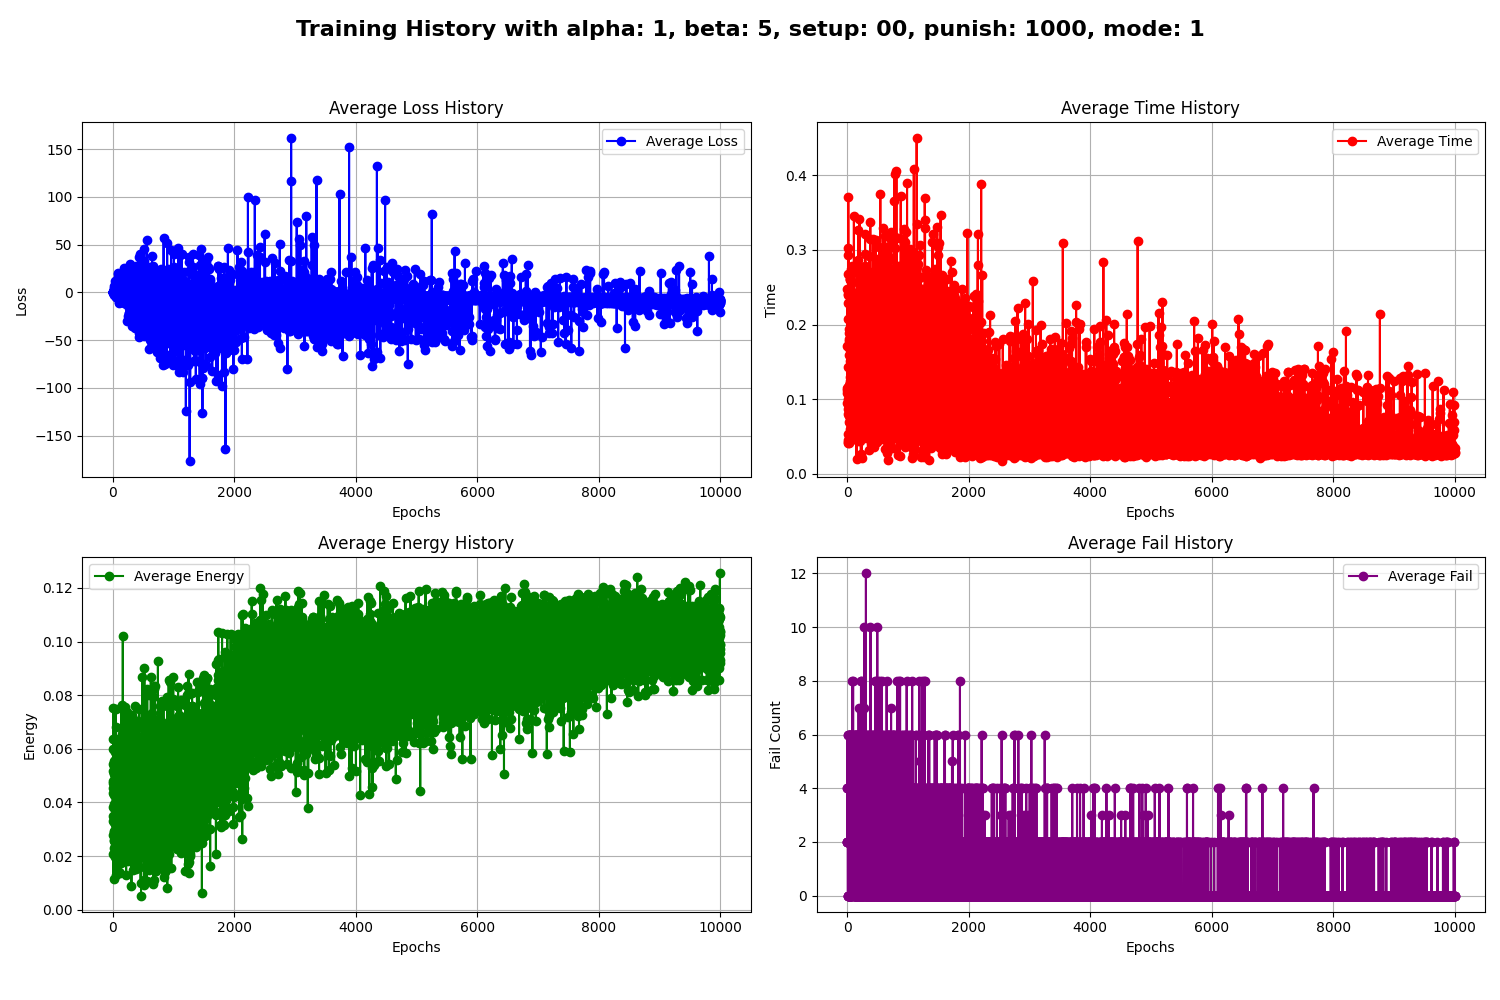 Training History with alpha: 1, beta: 5, setup: 00, punish: 1000, mode: 1
Average Loss History
Average Loss
Loss
150
100
50
0
−50
−100
−150
0 2000 4000 6000 8000 10000
Epochs
Average Time History
Average Time
Time
0.4
0.3
0.2
0.1
0.0
0 2000 4000 6000 8000 10000
Epochs
Average Energy History
Average Energy
Energy
0.12
0.10
0.08
0.06
0.04
0.02
0.00
0 2000 4000 6000 8000 10000
Epochs
Average Fail History
Average Fail
Fail Count
12
10
8
6
4
2
0
0 2000 4000 6000 8000 10000
Epochs